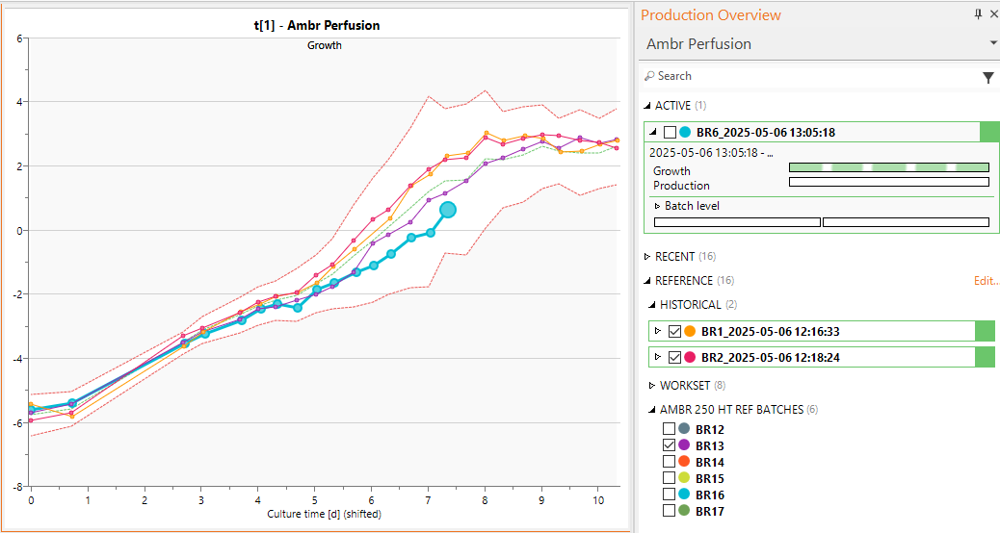 t[1] - Ambr Perfusion
Growth
6
4
2
0
-2
-4
-6
-8
0 1 2 3 4 5 6 7 8 9 10
Culture time [d] (shifted)
Production Overview
Ambr Perfusion
Search
ACTIVE (1)
BR6_2025-05-06 13:05:18
2025-05-06 13:05:18 - ...
Growth
Production
Batch level
RECENT (16)
REFERENCE (16) Edit...
HISTORICAL (2)
BR1_2025-05-06 12:16:33
BR2_2025-05-06 12:18:24
WORKSET (8)
AMBR 250 HT REF BATCHES (6)
BR12
BR13
BR14
BR15
BR16
BR17